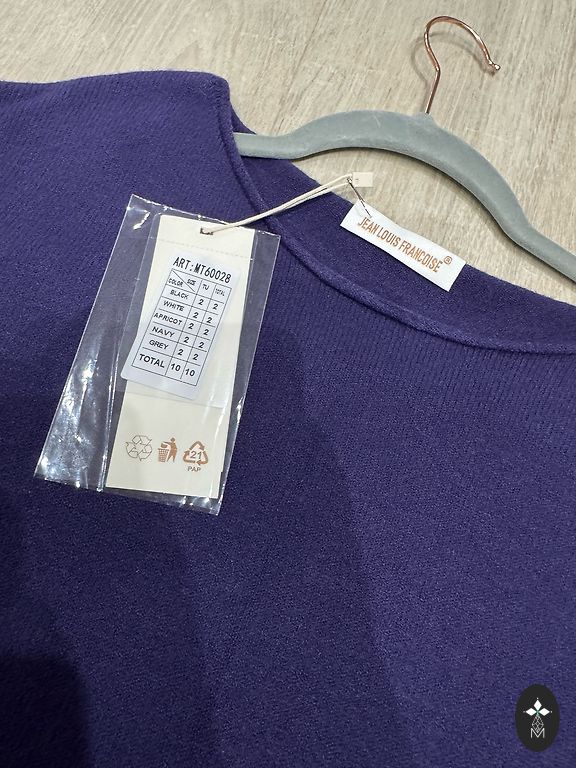 JEAN LOUIS FRANCOISE®
ART:MT60028
COLOR SIZE TU TOTAL
BLACK 2 2
WHITE 2 2
APRICOT 2 2
NAVY 2 2
GREY 2 2
TOTAL 10 10
21
PAP
M